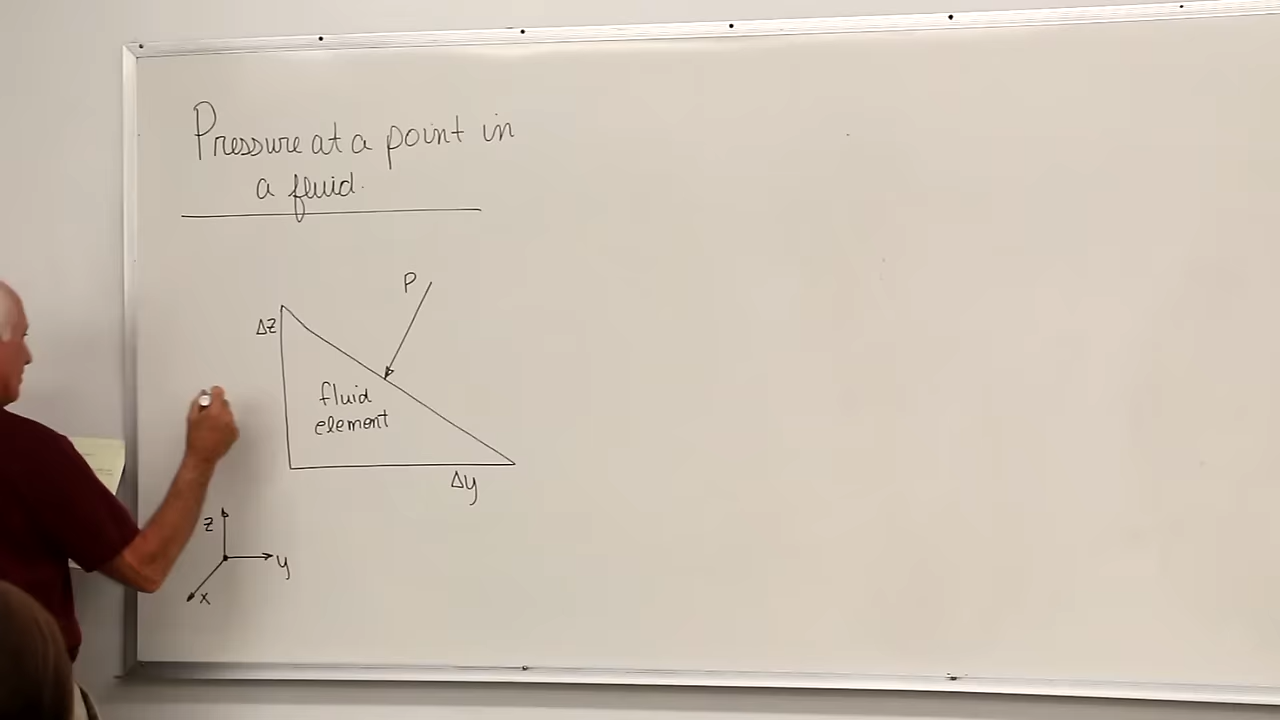 Pressure at a point in
a fluid.
P
ΔZ
fluid
element
Δy
z
y
x